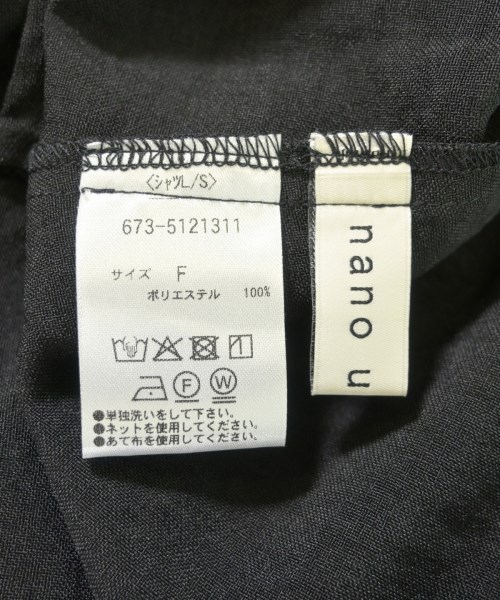 〈シャツL/S〉
673-5121311
サイズ F
ポリエステル 100%
F W
●単独洗いをして下さい。
●ネットを使用してください。
●あて布を使用してください。
nano u